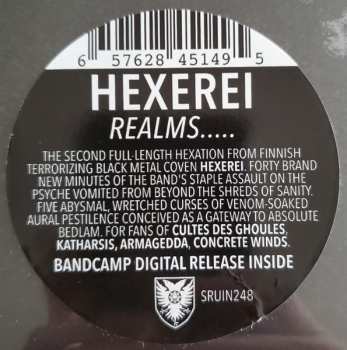 6 57628 45149 5
HEXEREI
REALMS.....
THE SECOND FULL-LENGTH HEXATION FROM FINNISH
TERRORIZING BLACK METAL COVEN HEXEREI. FORTY BRAND
NEW MINUTES OF THE BAND'S STAPLE ASSAULT ON THE
PSYCHE VOMITED FROM BEYOND THE SHREDS OF SANITY.
FIVE ABYSMAL, WRETCHED CURSES OF VENOM-SOAKED
AURAL PESTILENCE CONCEIVED AS A GATEWAY TO ABSOLUTE
BEDLAM. FOR FANS OF CULTES DES GHOULES,
KATHARSIS, ARMAGEDDA, CONCRETE WINDS.
BANDCAMP DIGITAL RELEASE INSIDE
SRUIN248